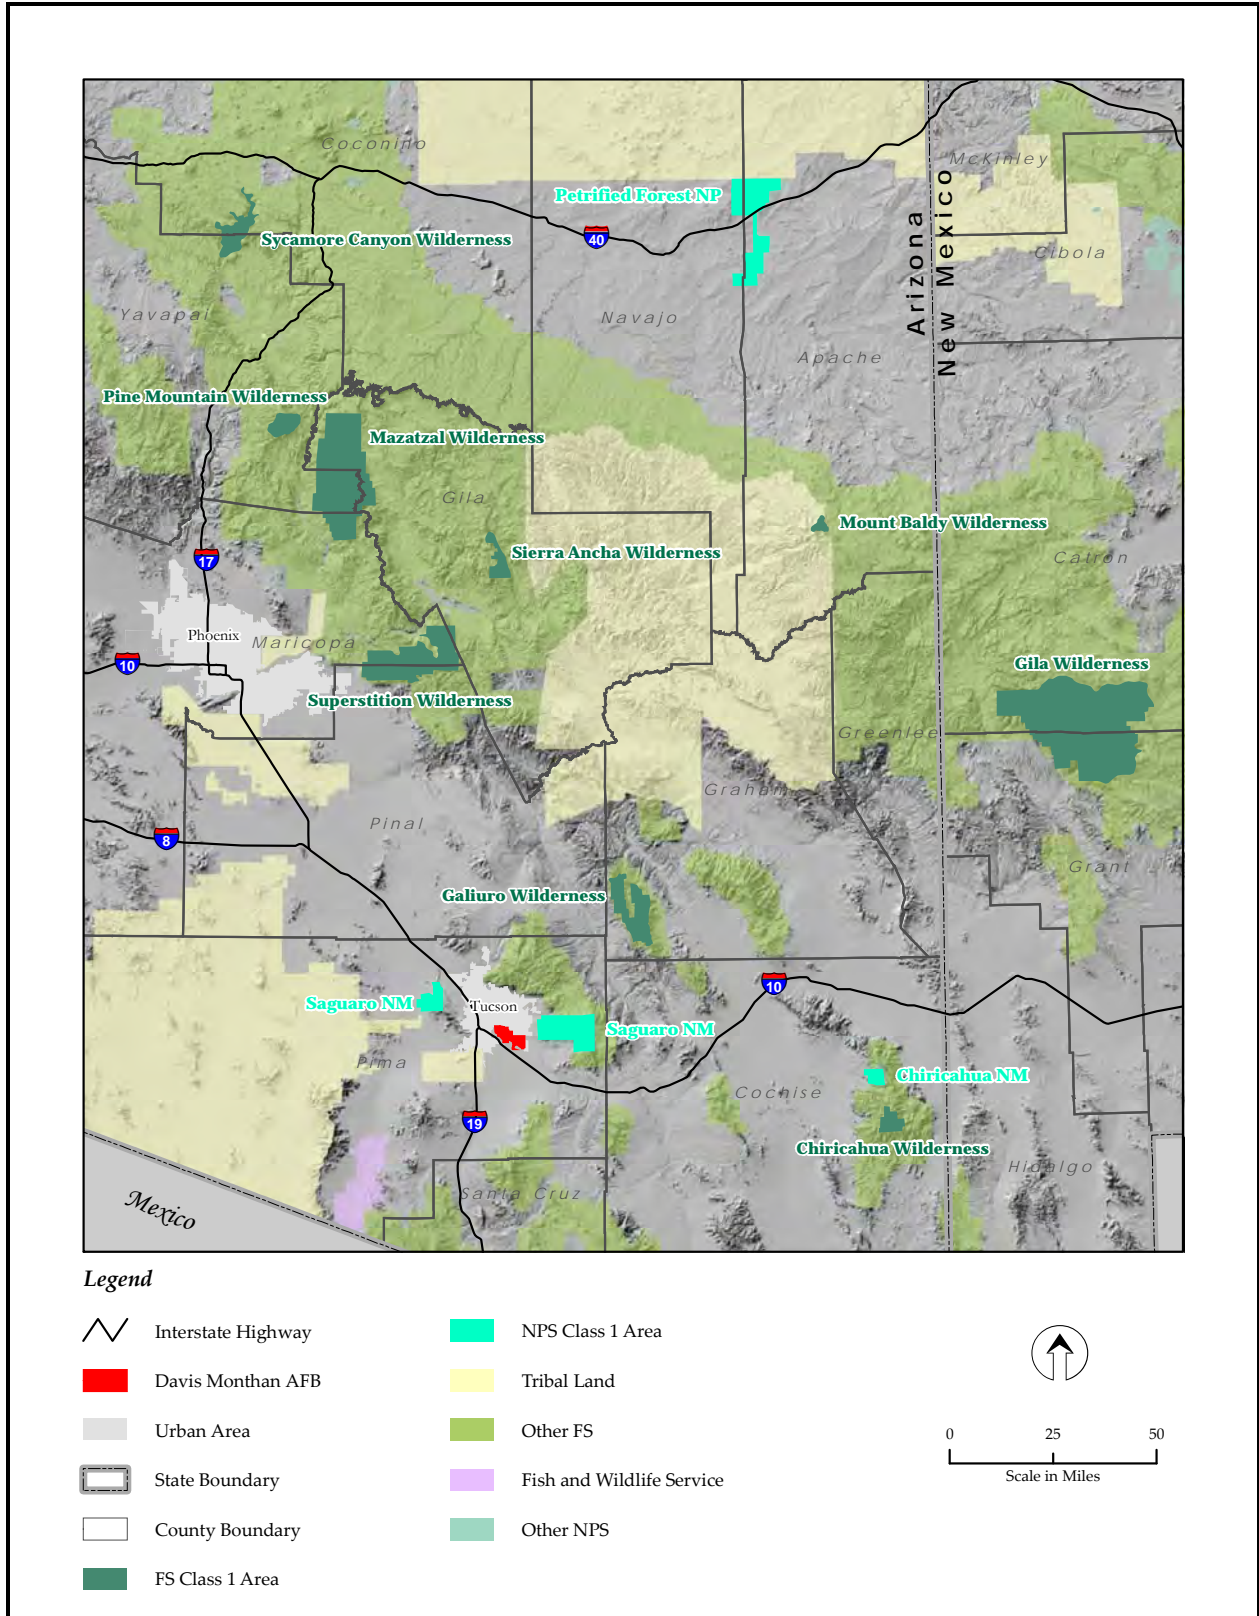 Coconino
McKinley
Petrified Forest NP
Sycamore Canyon Wilderness
40
Cibola
Arizona
New Mexico
Yavapai
Navajo
Apache
Pine Mountain Wilderness
Mazatzal Wilderness
Gila
Mount Baldy Wilderness
Sierra Ancha Wilderness
Catron
17
Phoenix
Maricopa
10
Gila Wilderness
Superstition Wilderness
Greenlee
Graham
Pinal
8
Grant
Galiuro Wilderness
10
Saguaro NM
Tucson
Saguaro NM
Pima
Chiricahua NM
Cochise
19
Chiricahua Wilderness
Hidalgo
Santa Cruz
Mexico
Legend
Interstate Highway
Davis Monthan AFB
Urban Area
State Boundary
County Boundary
FS Class 1 Area
NPS Class 1 Area
Tribal Land
Other FS
Fish and Wildlife Service
Other NPS
0 25 50
Scale in Miles